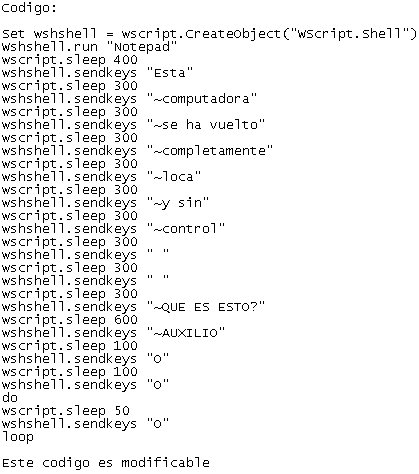 Codigo:
Set wshshell = wscript.CreateObject("WScript.Shell")
Wshshell.run "Notepad"
wscript.sleep 400
wshshell.sendkeys "Esta"
wscript.sleep 300
wshshell.sendkeys "~computadora"
wscript.sleep 300
wshshell.sendkeys "~se ha vuelto"
wscript.sleep 300
wshshell.sendkeys "~completamente"
wscript.sleep 300
wshshell.sendkeys "~loca"
wscript.sleep 300
wshshell.sendkeys "~y sin"
wscript.sleep 300
wshshell.sendkeys "~control"
wscript.sleep 300
wshshell.sendkeys " "
wscript.sleep 300
wshshell.sendkeys " "
wscript.sleep 300
wshshell.sendkeys "~QUE ES ESTO?"
wscript.sleep 600
wshshell.sendkeys "~AUXILIO"
wscript.sleep 100
wshshell.sendkeys "O"
wscript.sleep 100
wshshell.sendkeys "O"
do
wscript.sleep 50
wshshell.sendkeys "O"
loop
Este codigo es modificable